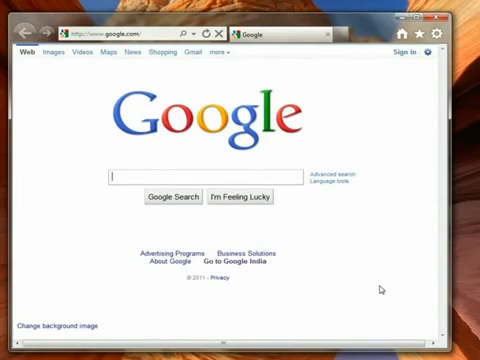 http://www.google.com/
Google
Web Images Videos Maps News Shopping Gmail more
Sign in
Google
Advanced search
Language tools
Google Search I'm Feeling Lucky
Advertising Programs Business Solutions
About Google Go to Google India
© 2011 - Privacy
Change background image